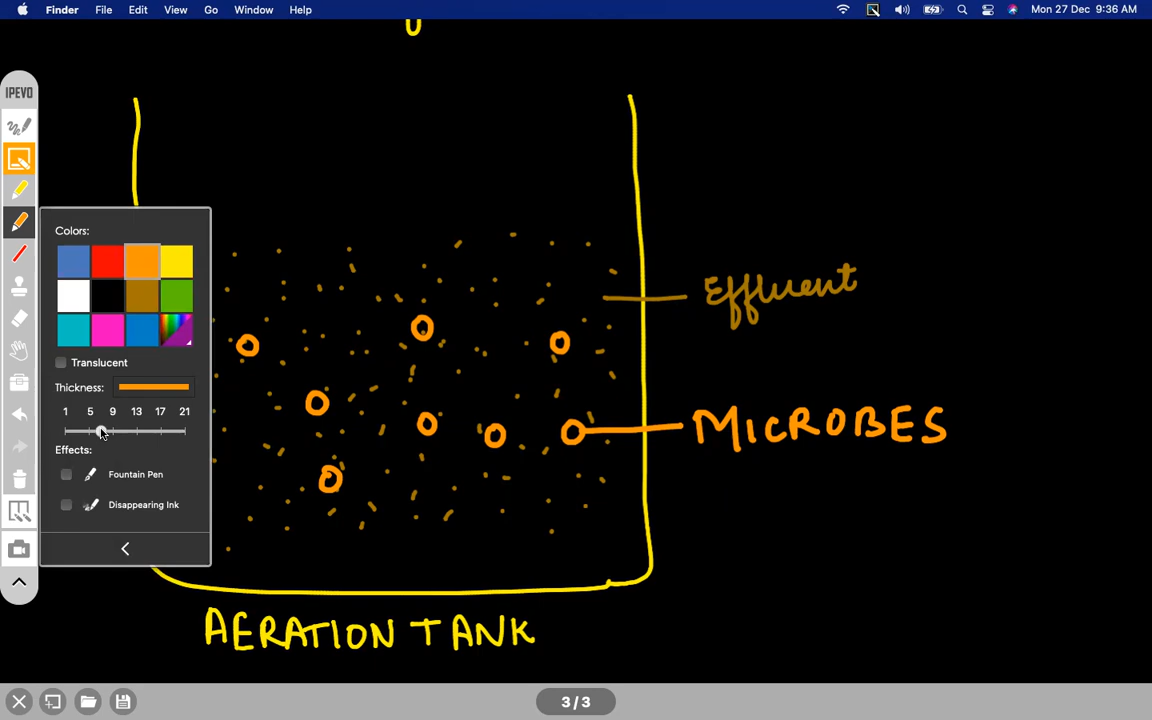 Finder File Edit View Go Window Help Mon 27 Dec 9:36 AM
IPEVO
Colors:
Translucent
Thickness:
1 5 9 13 17 21
Effects:
Fountain Pen
Disappearing Ink
Effluent
MICROBES
AERATION TANK
3 / 3